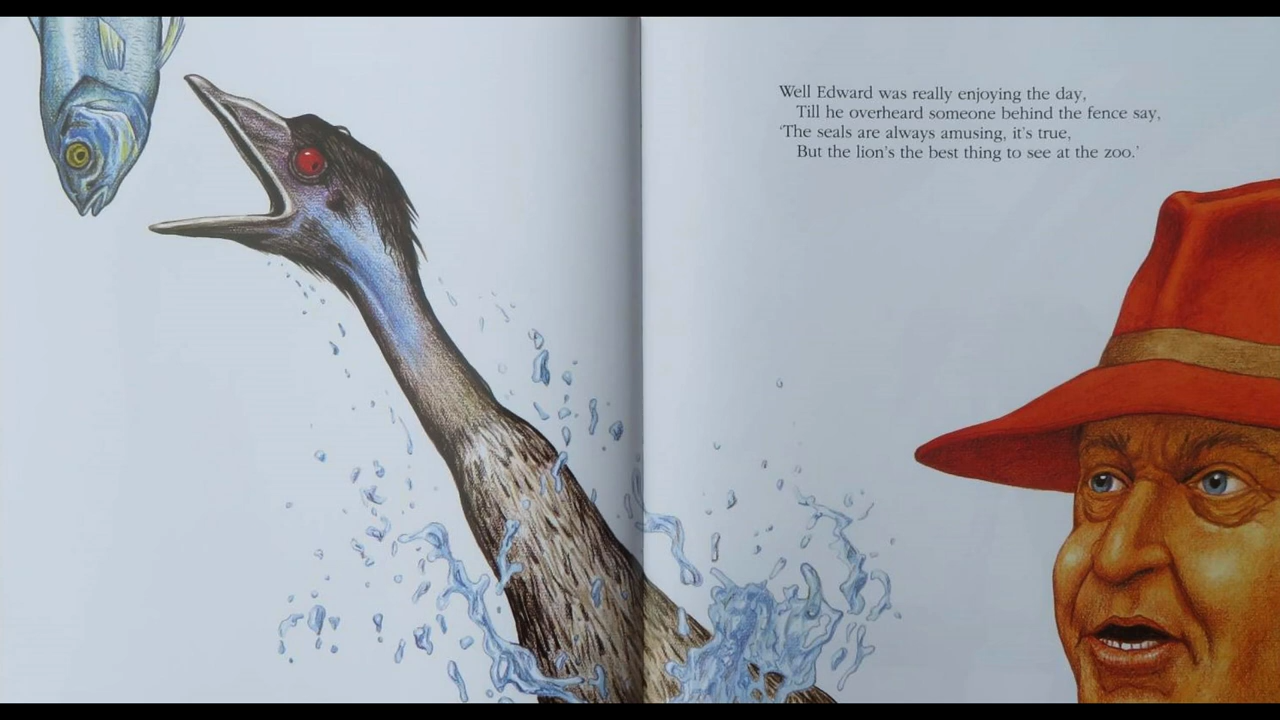 Well Edward was really enjoying the day,
Till he overheard someone behind the fence say,
‘The seals are always amusing, it's true,
But the lion's the best thing to see at the zoo.’